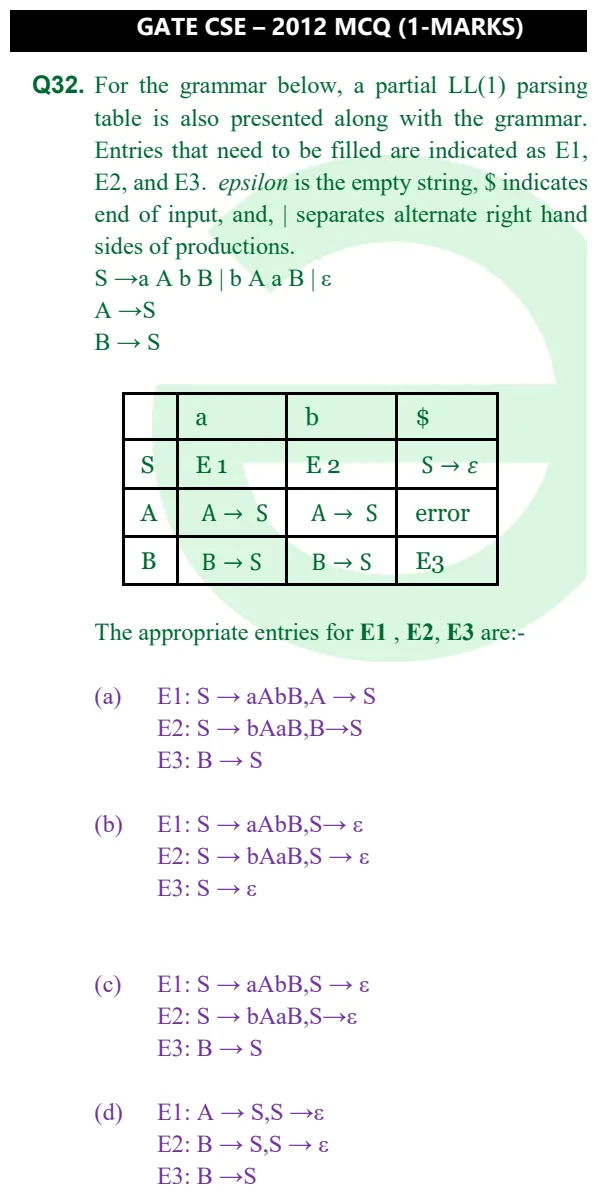 GATE CSE – 2012 MCQ (1-MARKS)
Q32. For the grammar below, a partial LL(1) parsing
table is also presented along with the grammar.
Entries that need to be filled are indicated as E1,
E2, and E3. epsilon is the empty string, $ indicates
end of input, and, | separates alternate right hand
sides of productions.
S →a A b B | b A a B | ε
A →S
B → S
a b $
S E 1 E 2 S → ε
A A → S A → S error
B B → S B → S E3
The appropriate entries for E1 , E2, E3 are:-
(a) E1: S → aAbB,A → S
E2: S → bAaB,B→S
E3: B → S
(b) E1: S → aAbB,S→ ε
E2: S → bAaB,S → ε
E3: S → ε
(c) E1: S → aAbB,S → ε
E2: S → bAaB,S→ε
E3: B → S
(d) E1: A → S,S →ε
E2: B → S,S → ε
E3: B →S